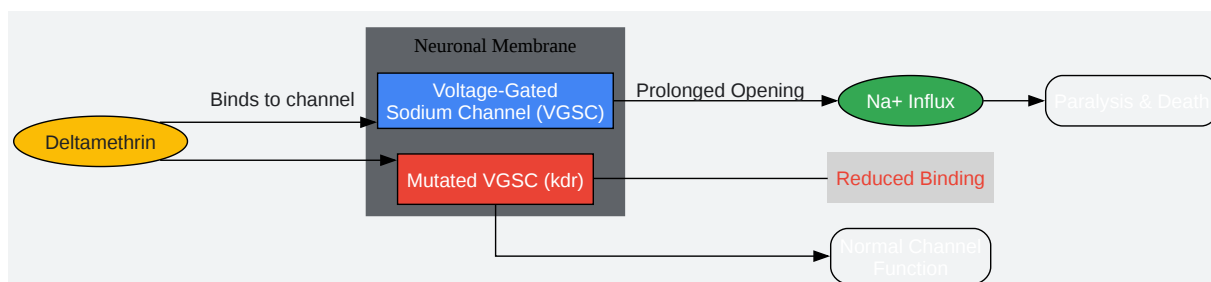 Neuronal Membrane
Voltage-Gated
Sodium Channel (VGSC)
Binds to channel
Prolonged Opening
Na+ Influx
Paralysis & Death
Deltamethrin
Mutated VGSC (kdr)
Reduced Binding
Normal Channel
Function